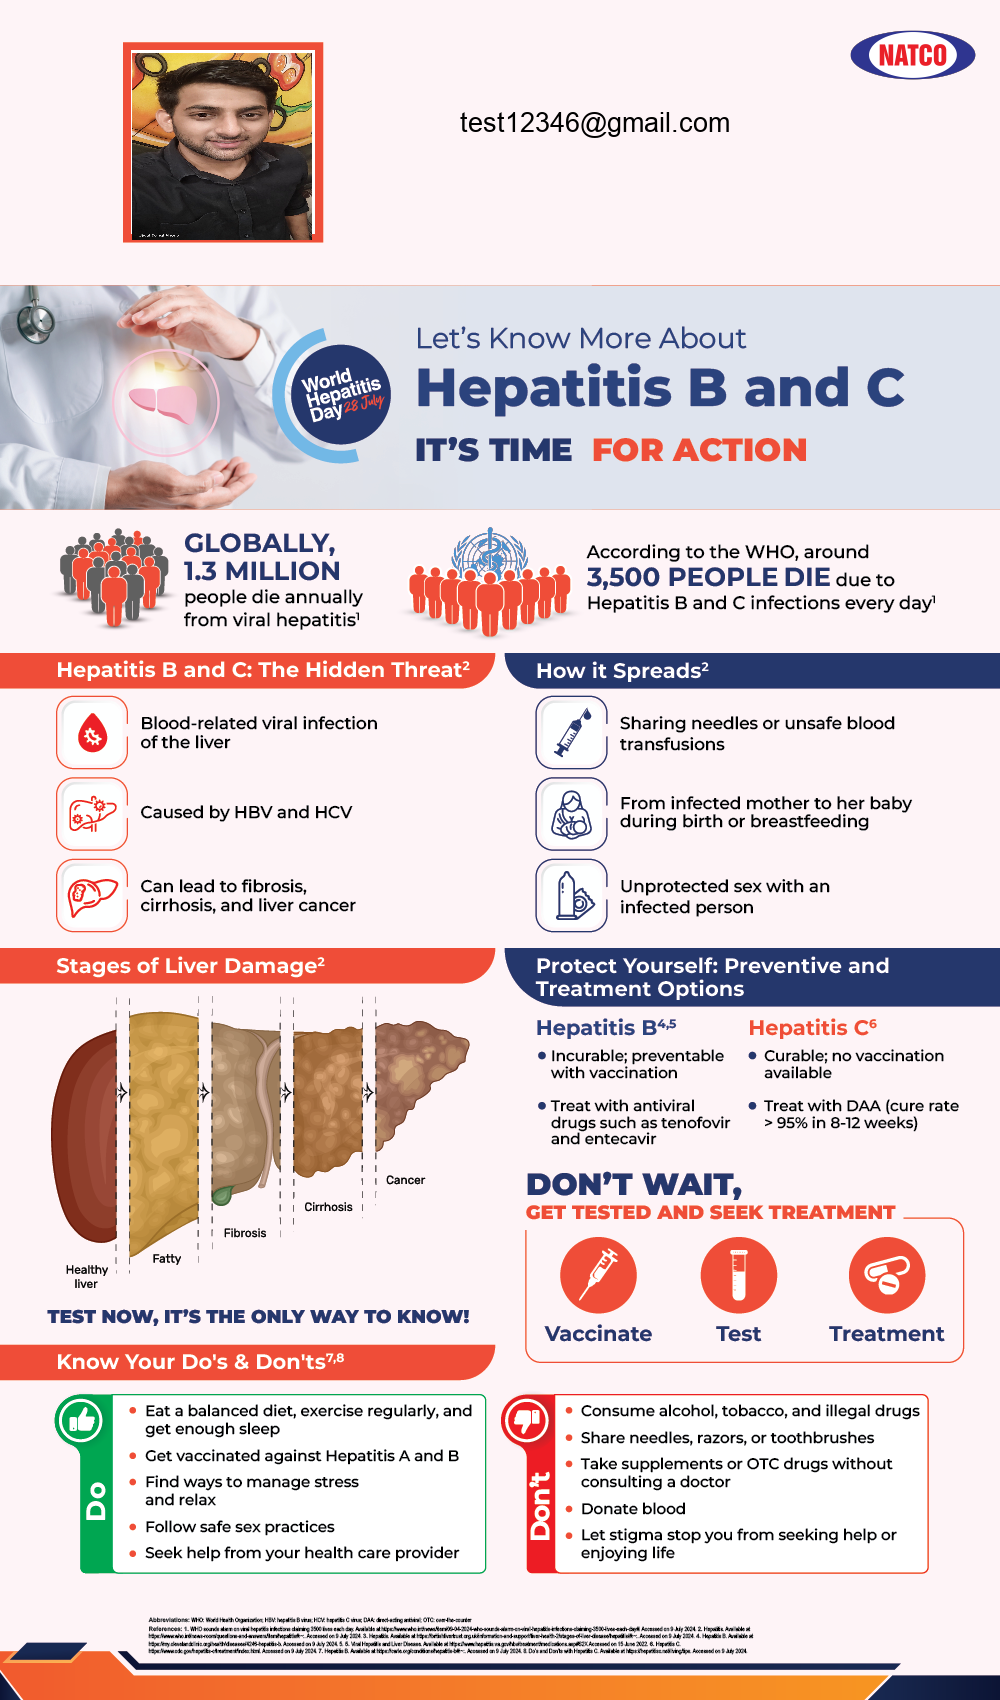 NATCO
test12346@gmail.com
World
Hepatitis
Day 28 July
Let's Know More About
Hepatitis B and C
IT'S TIME FOR ACTION
GLOBALLY,
1.3 MILLION
people die annually
from viral hepatitis¹
According to the WHO, around
3,500 PEOPLE DIE due to
Hepatitis B and C infections every day¹
Hepatitis B and C: The Hidden Threat²
Blood-related viral infection
of the liver
Caused by HBV and HCV
Can lead to fibrosis,
cirrhosis, and liver cancer
How it Spreads²
Sharing needles or unsafe blood
transfusions
From infected mother to her baby
during birth or breastfeeding
Unprotected sex with an
infected person
Stages of Liver Damage²
Healthy
liver
Fatty
Fibrosis
Cirrhosis
Cancer
TEST NOW, IT'S THE ONLY WAY TO KNOW!
Protect Yourself: Preventive and
Treatment Options
Hepatitis B⁴,⁵
• Incurable; preventable
with vaccination
• Treat with antiviral
drugs such as tenofovir
and entecavir
Hepatitis C⁶
• Curable; no vaccination
available
• Treat with DAA (cure rate
> 95% in 8-12 weeks)
DON'T WAIT,
GET TESTED AND SEEK TREATMENT
Vaccinate
Test
Treatment
Know Your Do's & Don'ts⁷,⁸
Do
• Eat a balanced diet, exercise regularly, and
get enough sleep
• Get vaccinated against Hepatitis A and B
• Find ways to manage stress
and relax
• Follow safe sex practices
• Seek help from your health care provider
Don't
• Consume alcohol, tobacco, and illegal drugs
• Share needles, razors, or toothbrushes
• Take supplements or OTC drugs without
consulting a doctor
• Donate blood
• Let stigma stop you from seeking help or
enjoying life
Abbreviations: WHO: World Health Organization; HBV: hepatitis B virus; HCV: hepatitis C virus; DAA: direct-acting antiviral; OTC: over-the-counter